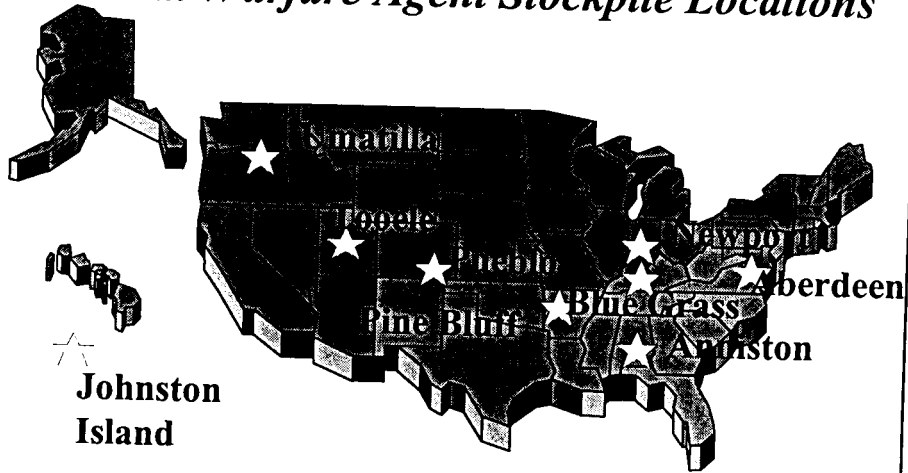 Warfare Agent Stockpile Locations
Umatilla
Tooele
Pueblo
Newport
Aberdeen
Blue Grass
Pine Bluff
Anniston
Johnston
Island